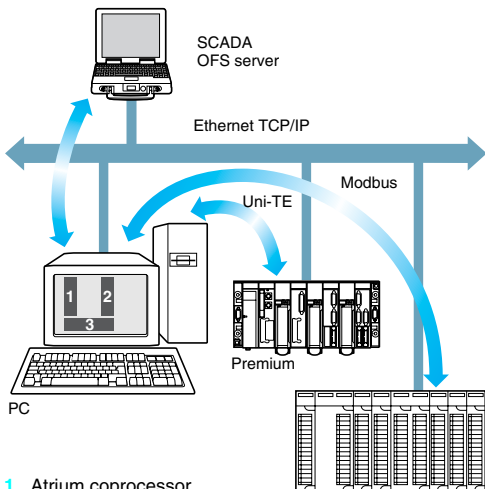 SCADA
OFS server
Ethernet TCP/IP
Modbus
Uni-TE
1 2
3
Premium
PC
1 Atrium coprocessor